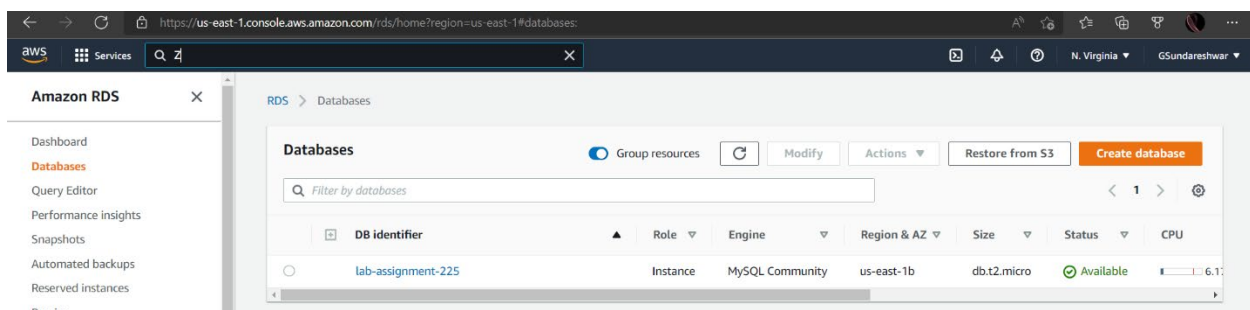 https://us-east-1.console.aws.amazon.com/rds/home?region=us-east-1#databases:
aws Services Z N. Virginia ▼ GSundareshwar ▼
Amazon RDS
RDS > Databases
Dashboard
Databases
Query Editor
Performance insights
Snapshots
Automated backups
Reserved instances
Databases Group resources Modify Actions ▼ Restore from S3 Create database
Filter by databases 1
DB identifier Role Engine Region & AZ Size Status CPU
lab-assignment-225 Instance MySQL Community us-east-1b db.t2.micro Available